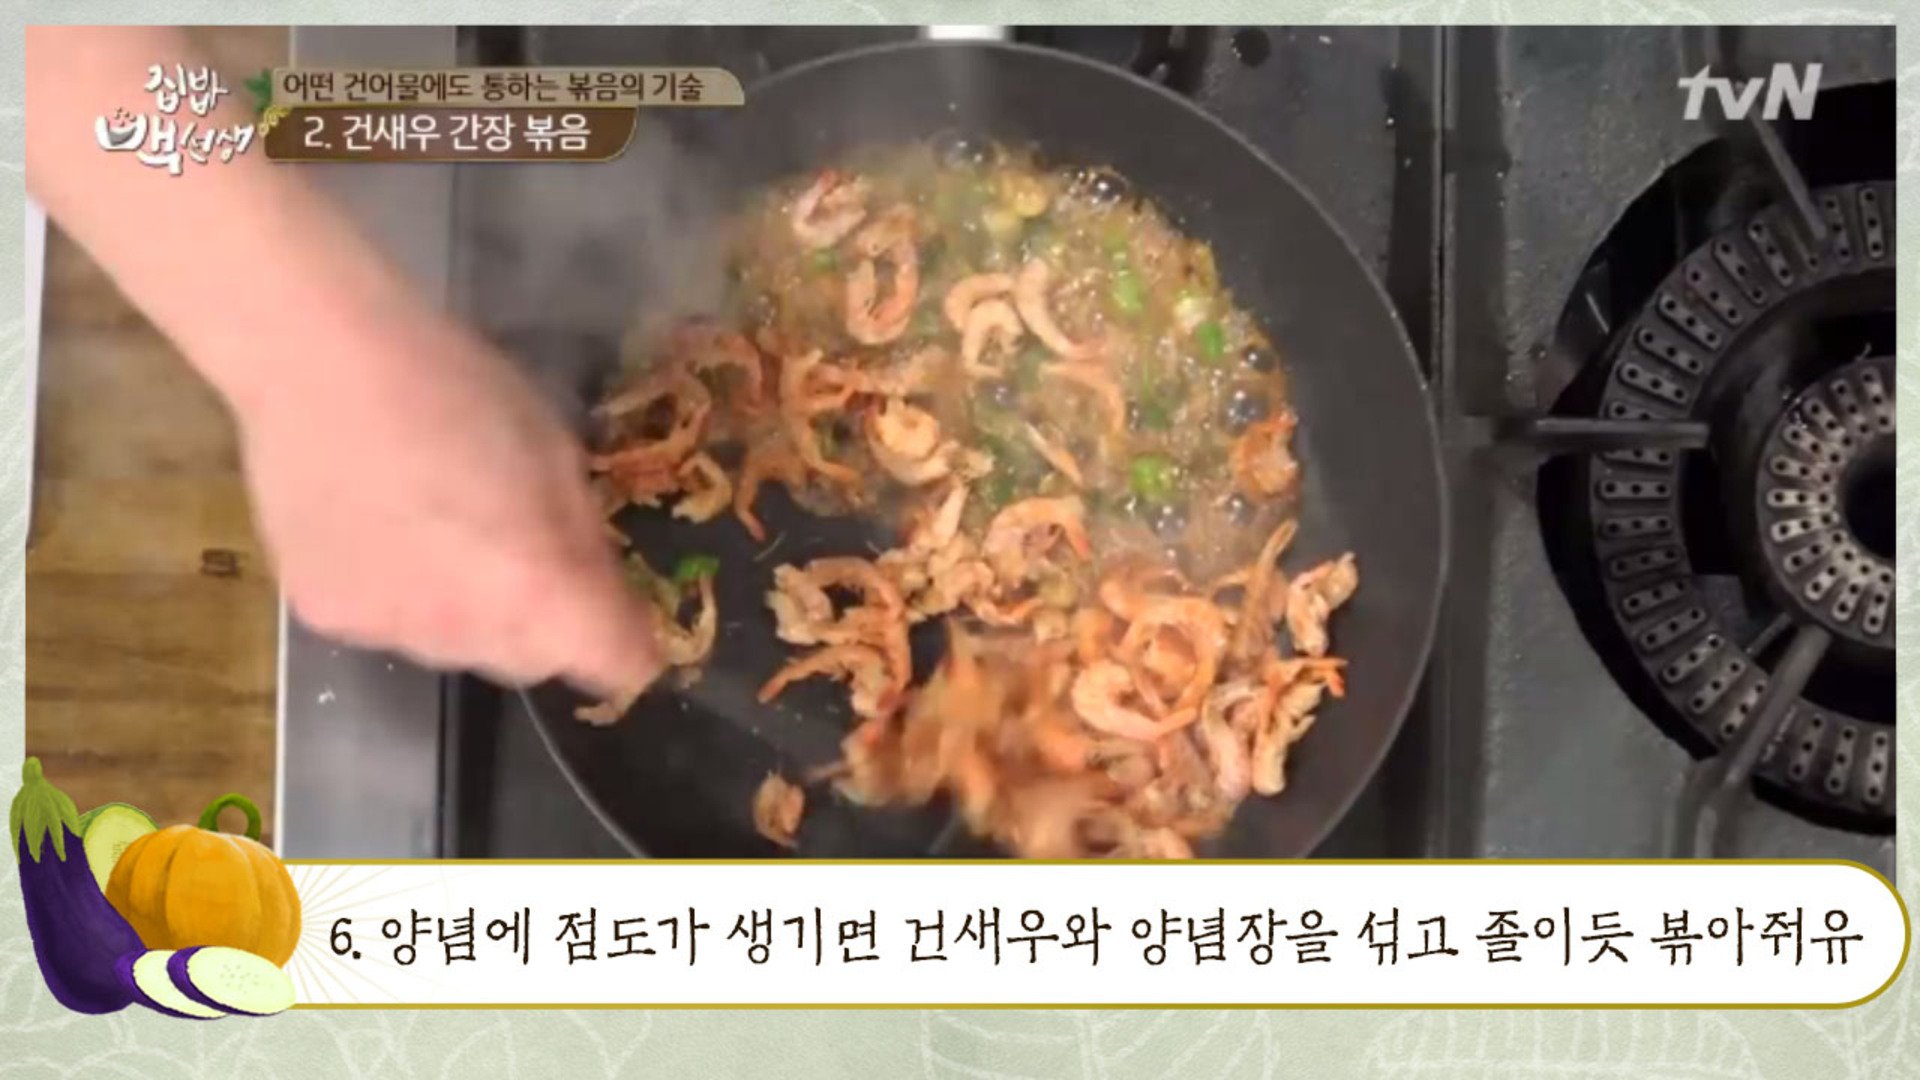 집밥
백선생
어떤 건어물에도 통하는 볶음의 기술
2. 건새우 간장 볶음
tvN
6. 양념에 점도가 생기면 건새우와 양념장을 섞고 졸이듯 볶아줘유